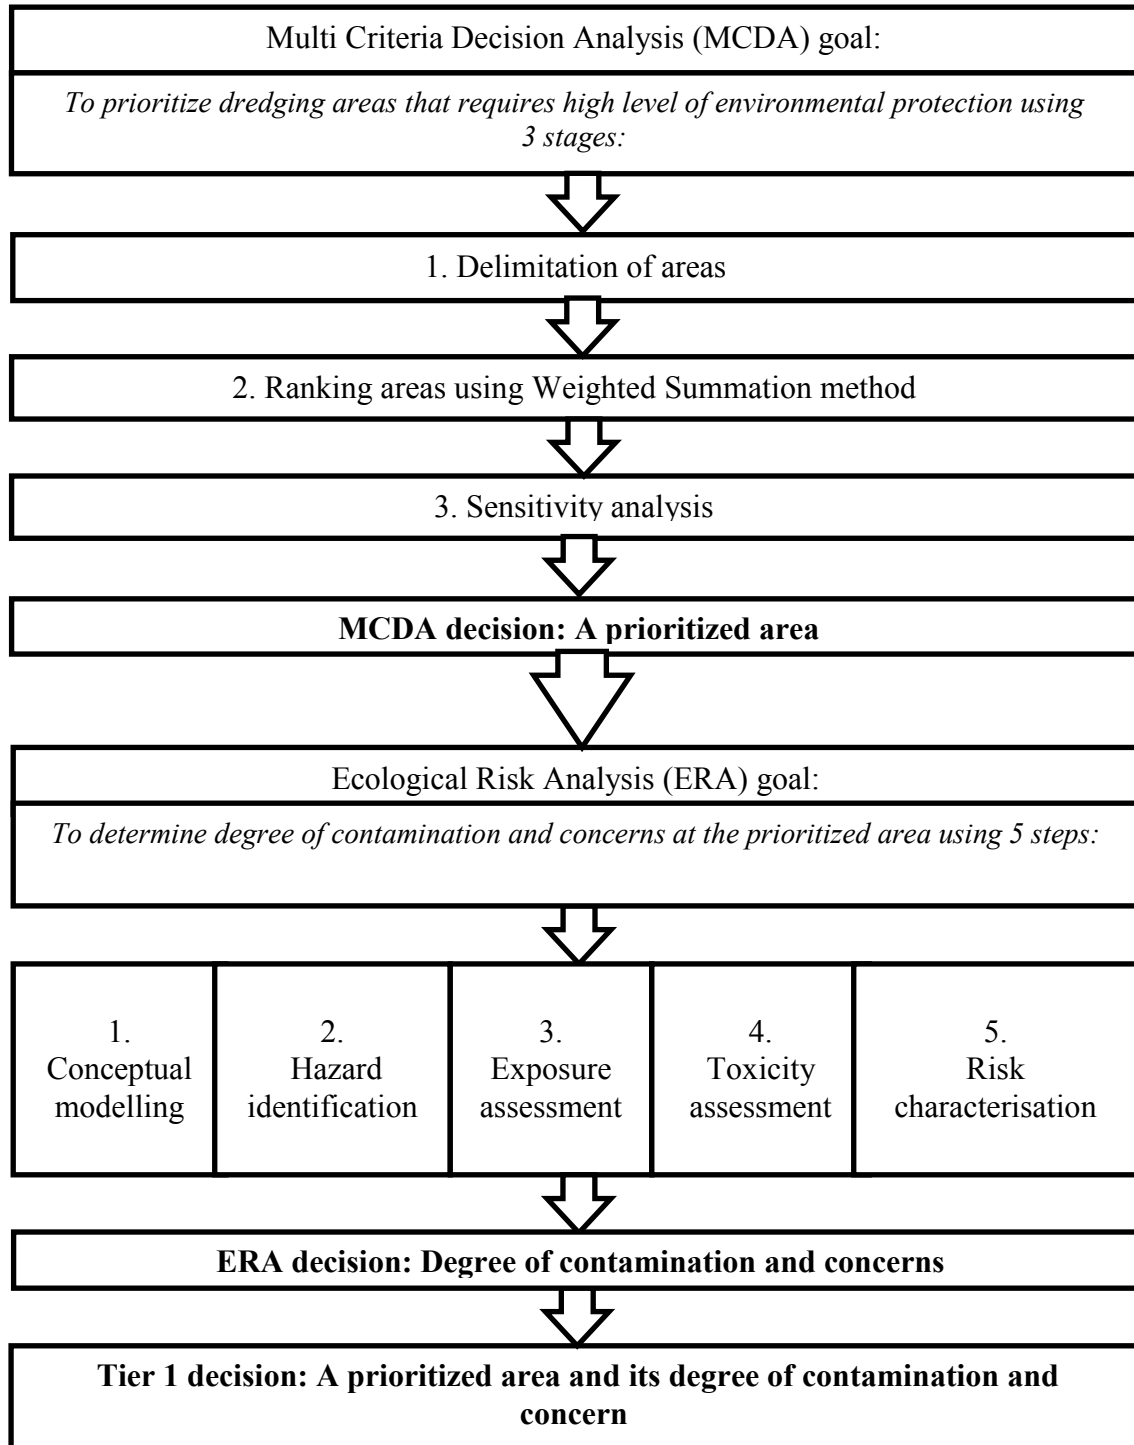 Multi Criteria Decision Analysis (MCDA) goal:
To prioritize dredging areas that requires high level of environmental protection using
3 stages:
1. Delimitation of areas
2. Ranking areas using Weighted Summation method
3. Sensitivity analysis
MCDA decision: A prioritized area
Ecological Risk Analysis (ERA) goal:
To determine degree of contamination and concerns at the prioritized area using 5 steps:
1.
Conceptual
modelling
2.
Hazard
identification
3.
Exposure
assessment
4.
Toxicity
assessment
5.
Risk
characterisation
ERA decision: Degree of contamination and concerns
Tier 1 decision: A prioritized area and its degree of contamination and
concern